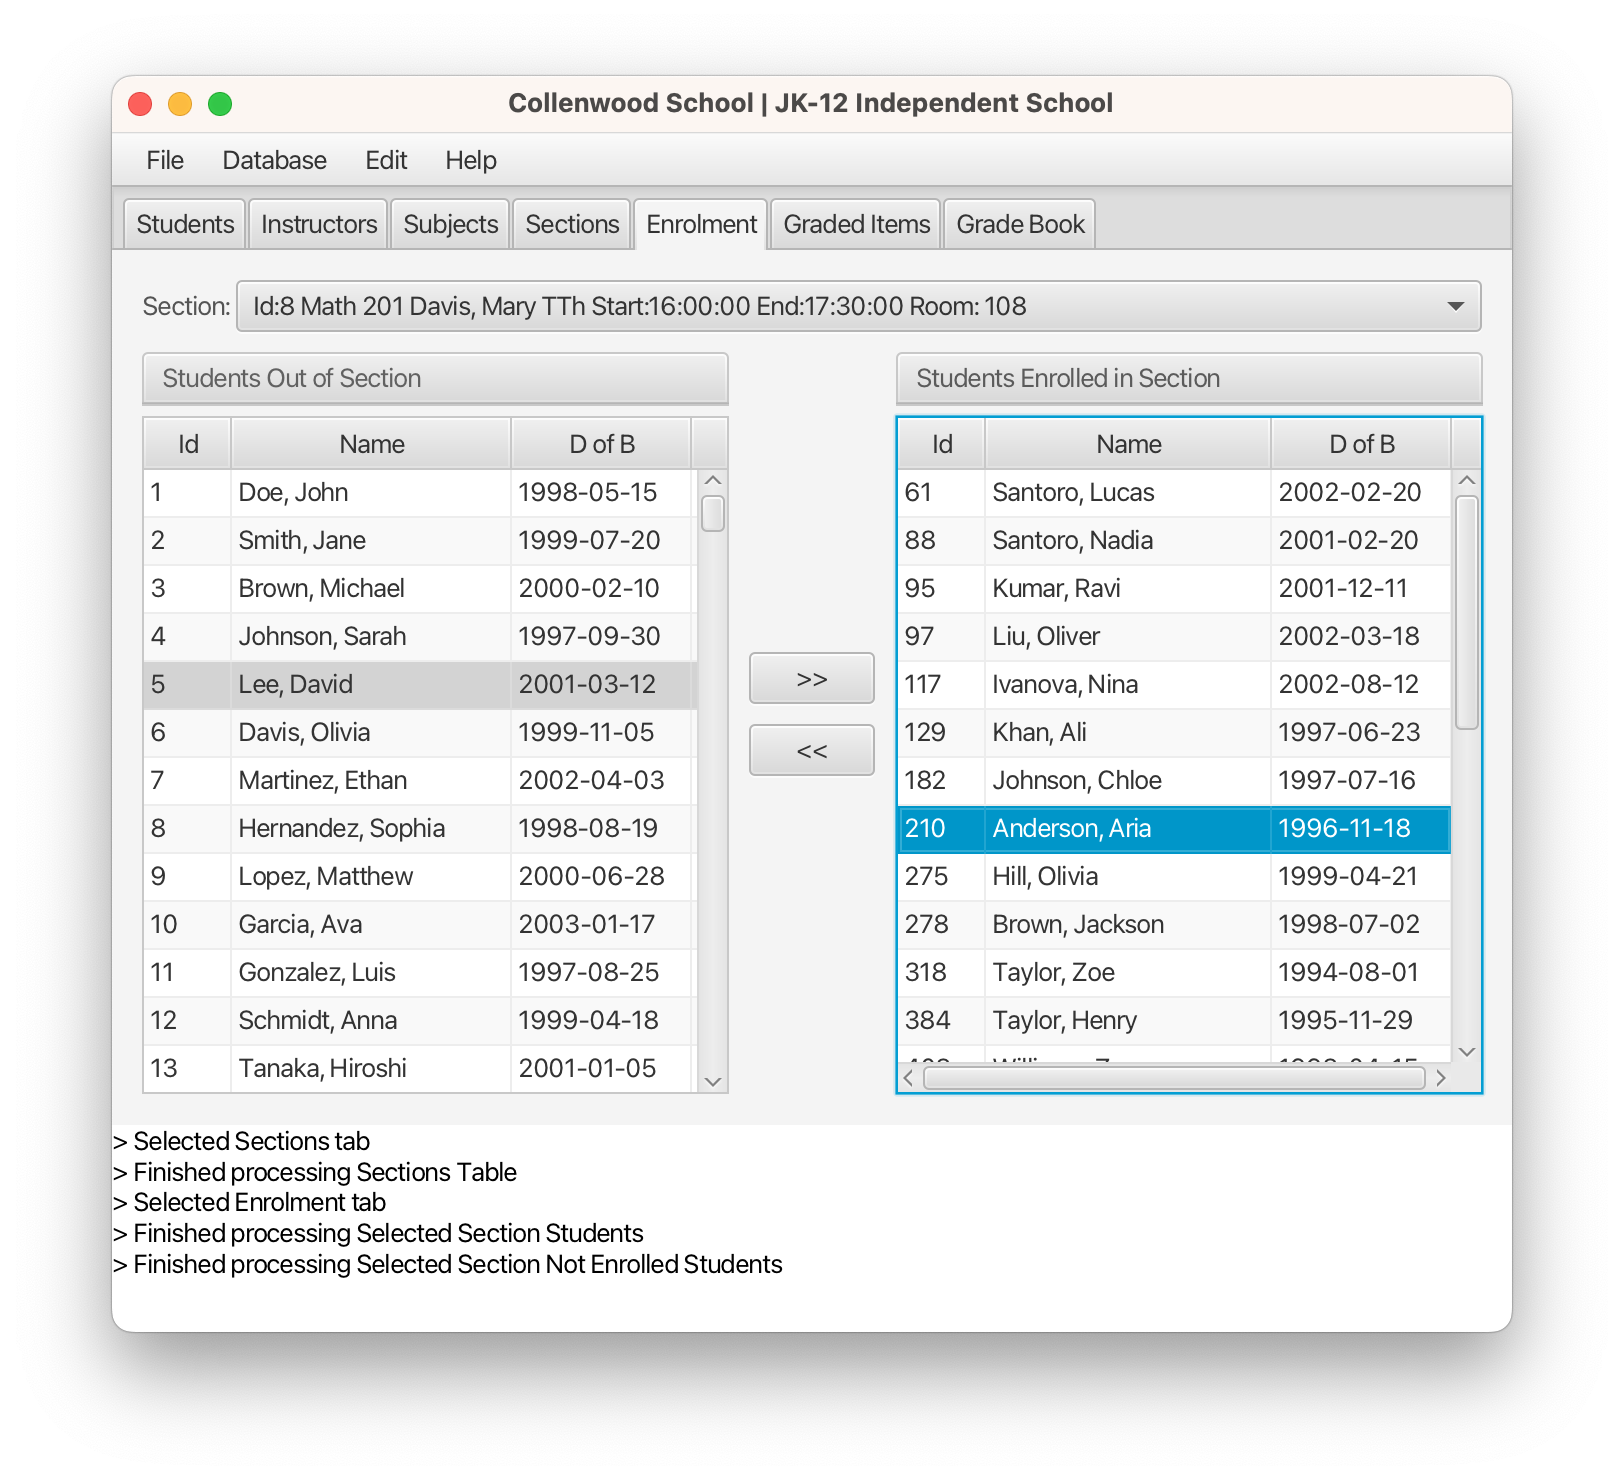 Collenwood School | JK-12 Independent School
File Database Edit Help
Students Instructors Subjects Sections Enrolment Graded Items Grade Book
Section: Id:8 Math 201 Davis, Mary TTh Start:16:00:00 End:17:30:00 Room: 108
Students Out of Section
Id Name D of B
1 Doe, John 1998-05-15
2 Smith, Jane 1999-07-20
3 Brown, Michael 2000-02-10
4 Johnson, Sarah 1997-09-30
5 Lee, David 2001-03-12
6 Davis, Olivia 1999-11-05
7 Martinez, Ethan 2002-04-03
8 Hernandez, Sophia 1998-08-19
9 Lopez, Matthew 2000-06-28
10 Garcia, Ava 2003-01-17
11 Gonzalez, Luis 1997-08-25
12 Schmidt, Anna 1999-04-18
13 Tanaka, Hiroshi 2001-01-05
>>
<<
Students Enrolled in Section
Id Name D of B
61 Santoro, Lucas 2002-02-20
88 Santoro, Nadia 2001-02-20
95 Kumar, Ravi 2001-12-11
97 Liu, Oliver 2002-03-18
117 Ivanova, Nina 2002-08-12
129 Khan, Ali 1997-06-23
182 Johnson, Chloe 1997-07-16
210 Anderson, Aria 1996-11-18
275 Hill, Olivia 1999-04-21
278 Brown, Jackson 1998-07-02
318 Taylor, Zoe 1994-08-01
384 Taylor, Henry 1995-11-29
> Selected Sections tab
> Finished processing Sections Table
> Selected Enrolment tab
> Finished processing Selected Section Students
> Finished processing Selected Section Not Enrolled Students